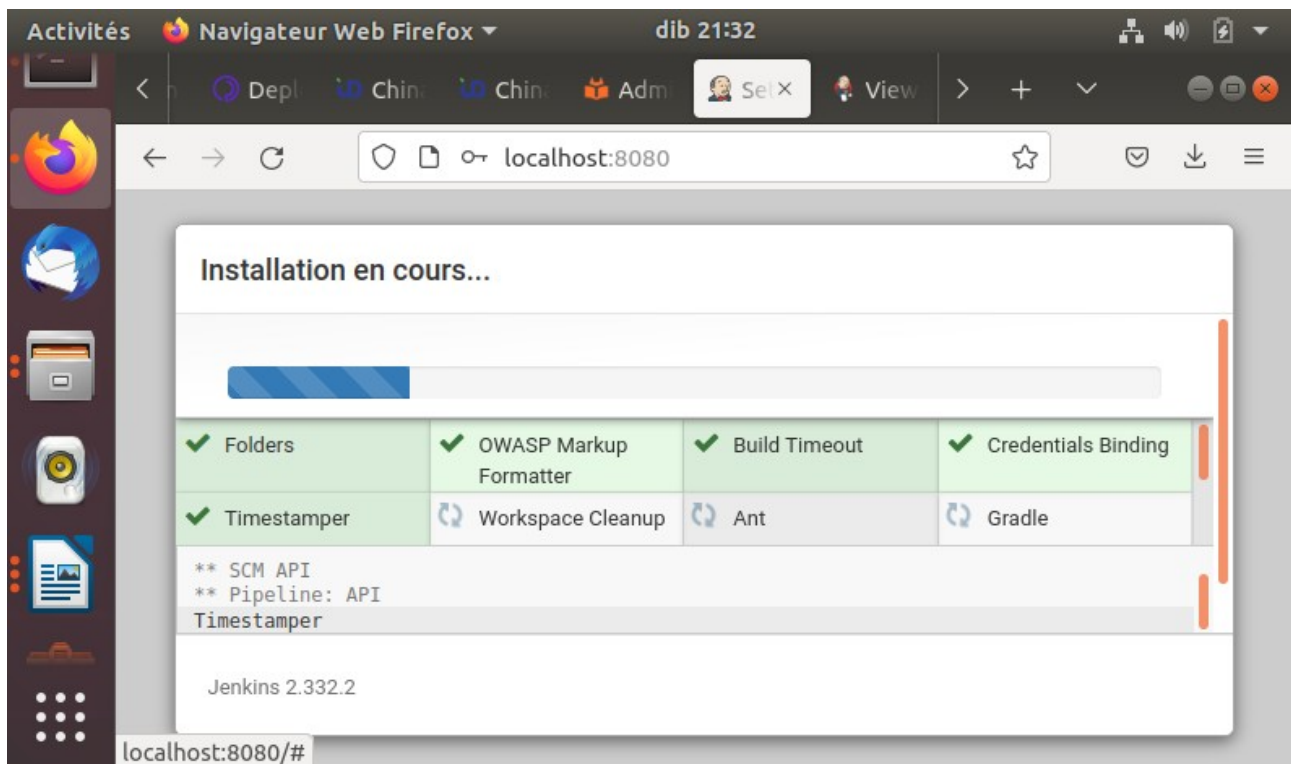 Activités Navigateur Web Firefox dib 21:32
Depl Chin Chin Adm Sel View
localhost:8080
Installation en cours...
Folders OWASP Markup Formatter Build Timeout Credentials Binding
Timestamper Workspace Cleanup Ant Gradle
** SCM API
** Pipeline: API
Timestamper
Jenkins 2.332.2
localhost:8080/#